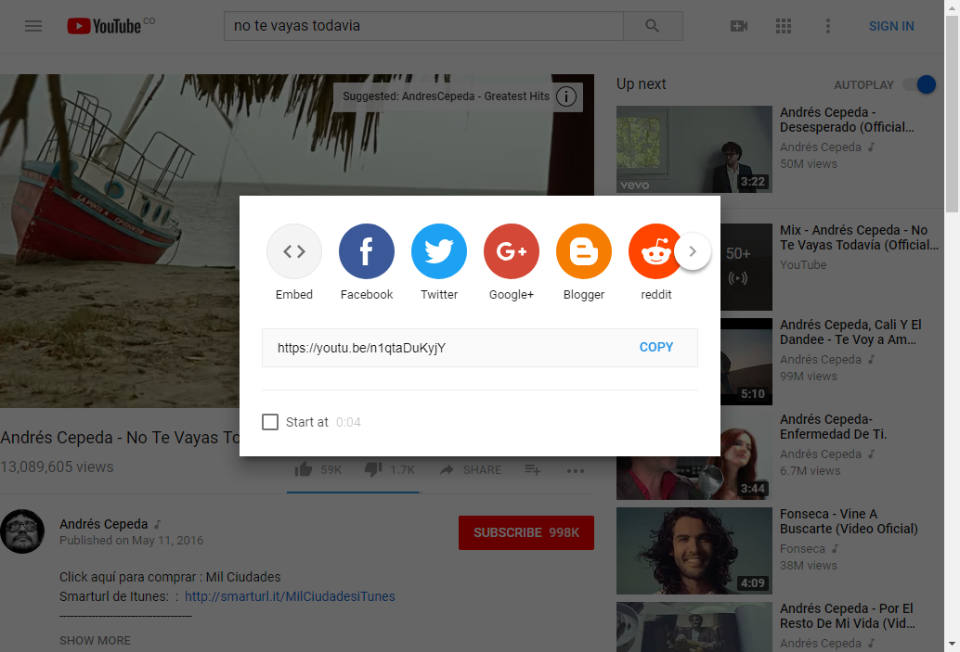 YouTube CO
no te vayas todavia
SIGN IN
Suggested: AndresCepeda - Greatest Hits
Embed
Facebook
Twitter
G+
Google+
Blogger
reddit
https://youtu.be/n1qtaDuKyjY
COPY
Start at 0:04
Andrés Cepeda - No Te Vayas To
13,089,605 views
59K
1.7K
SHARE
Andrés Cepeda
Published on May 11, 2016
SUBSCRIBE 998K
Click aquí para comprar : Mil Ciudades
Smarturl de Itunes: : http://smarturl.it/MilCiudadesiTunes
--------------------------------------
SHOW MORE
Up next
AUTOPLAY
vevo
3:22
Andrés Cepeda -
Desesperado (Official...
Andrés Cepeda
50M views
50+
Mix - Andrés Cepeda - No
Te Vayas Todavía (Official...
YouTube
5:10
Andrés Cepeda, Cali Y El
Dandee - Te Voy a Am...
Andrés Cepeda
99M views
3:44
Andrés Cepeda-
Enfermedad De Ti.
Andrés Cepeda
6.7M views
4:09
Fonseca - Vine A
Buscarte (Video Oficial)
Fonseca
38M views
Andrés Cepeda - Por El
Resto De Mi Vida (Vid...
Andrés Cepeda